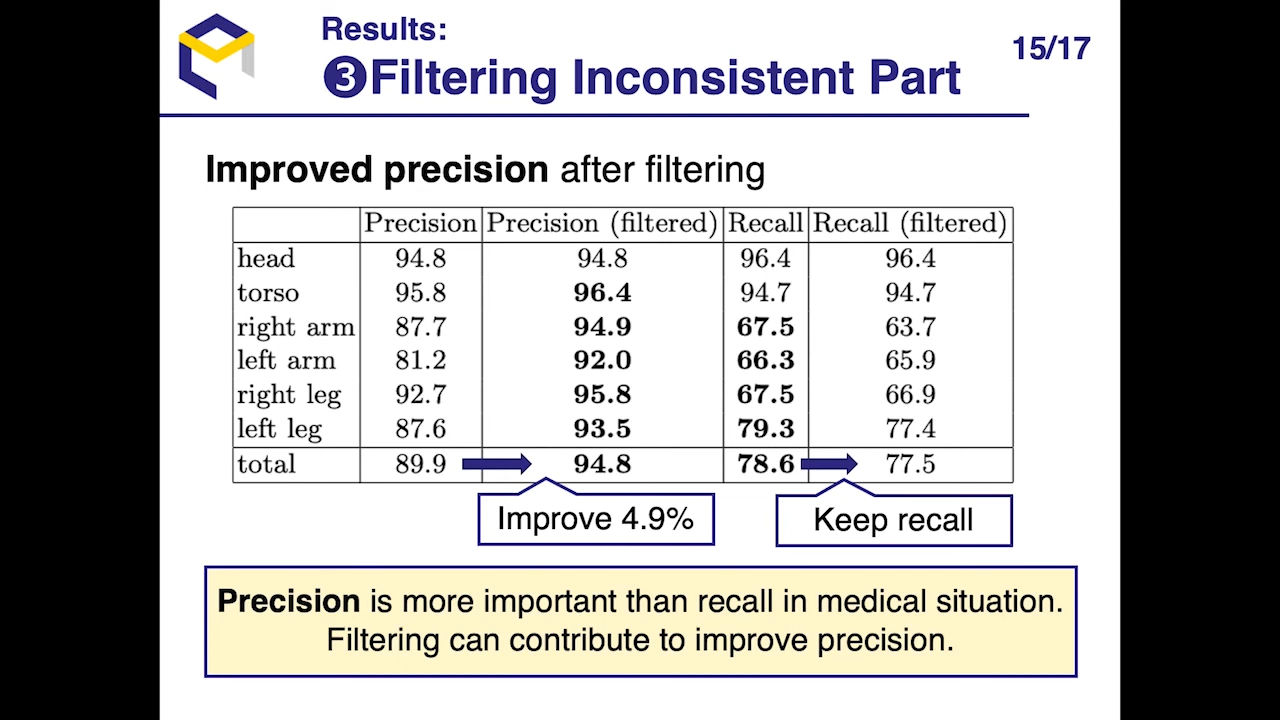 Results:
❸Filtering Inconsistent Part
15/17
Improved precision after filtering
Precision Precision (filtered) Recall Recall (filtered)
head 94.8 94.8 96.4 96.4
torso 95.8 96.4 94.7 94.7
right arm 87.7 94.9 67.5 63.7
left arm 81.2 92.0 66.3 65.9
right leg 92.7 95.8 67.5 66.9
left leg 87.6 93.5 79.3 77.4
total 89.9 94.8 78.6 77.5
Improve 4.9%
Keep recall
Precision is more important than recall in medical situation.
Filtering can contribute to improve precision.